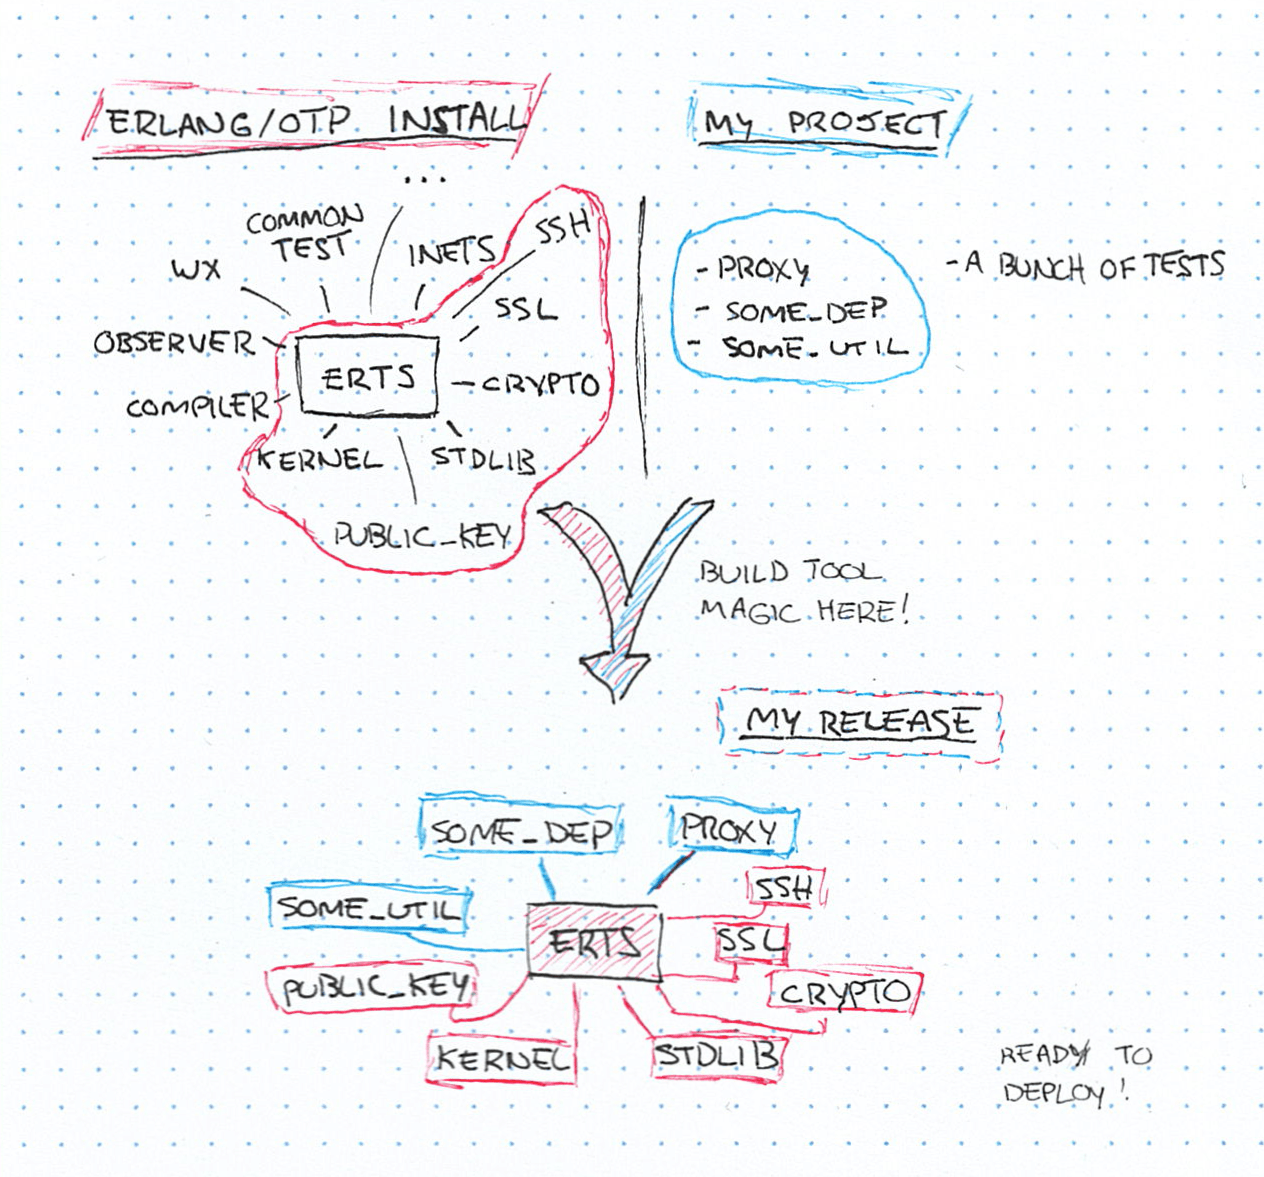 ERLANG/OTP INSTALL
MY PROJECT
...
COMMON
TEST
INETS
SSH
WX
SSL
OBSERVER
ERTS
CRYPTO
COMPILER
KERNEL
STDLIB
PUBLIC_KEY
- PROXY
- SOME_DEP
- SOME_UTIL
- A BUNCH OF TESTS
BUILD TOOL
MAGIC HERE!
MY RELEASE
SOME_DEP
PROXY
SSH
SOME_UTIL
ERTS
SSL
PUBLIC_KEY
CRYPTO
KERNEL
STDLIB
READY TO
DEPLOY!